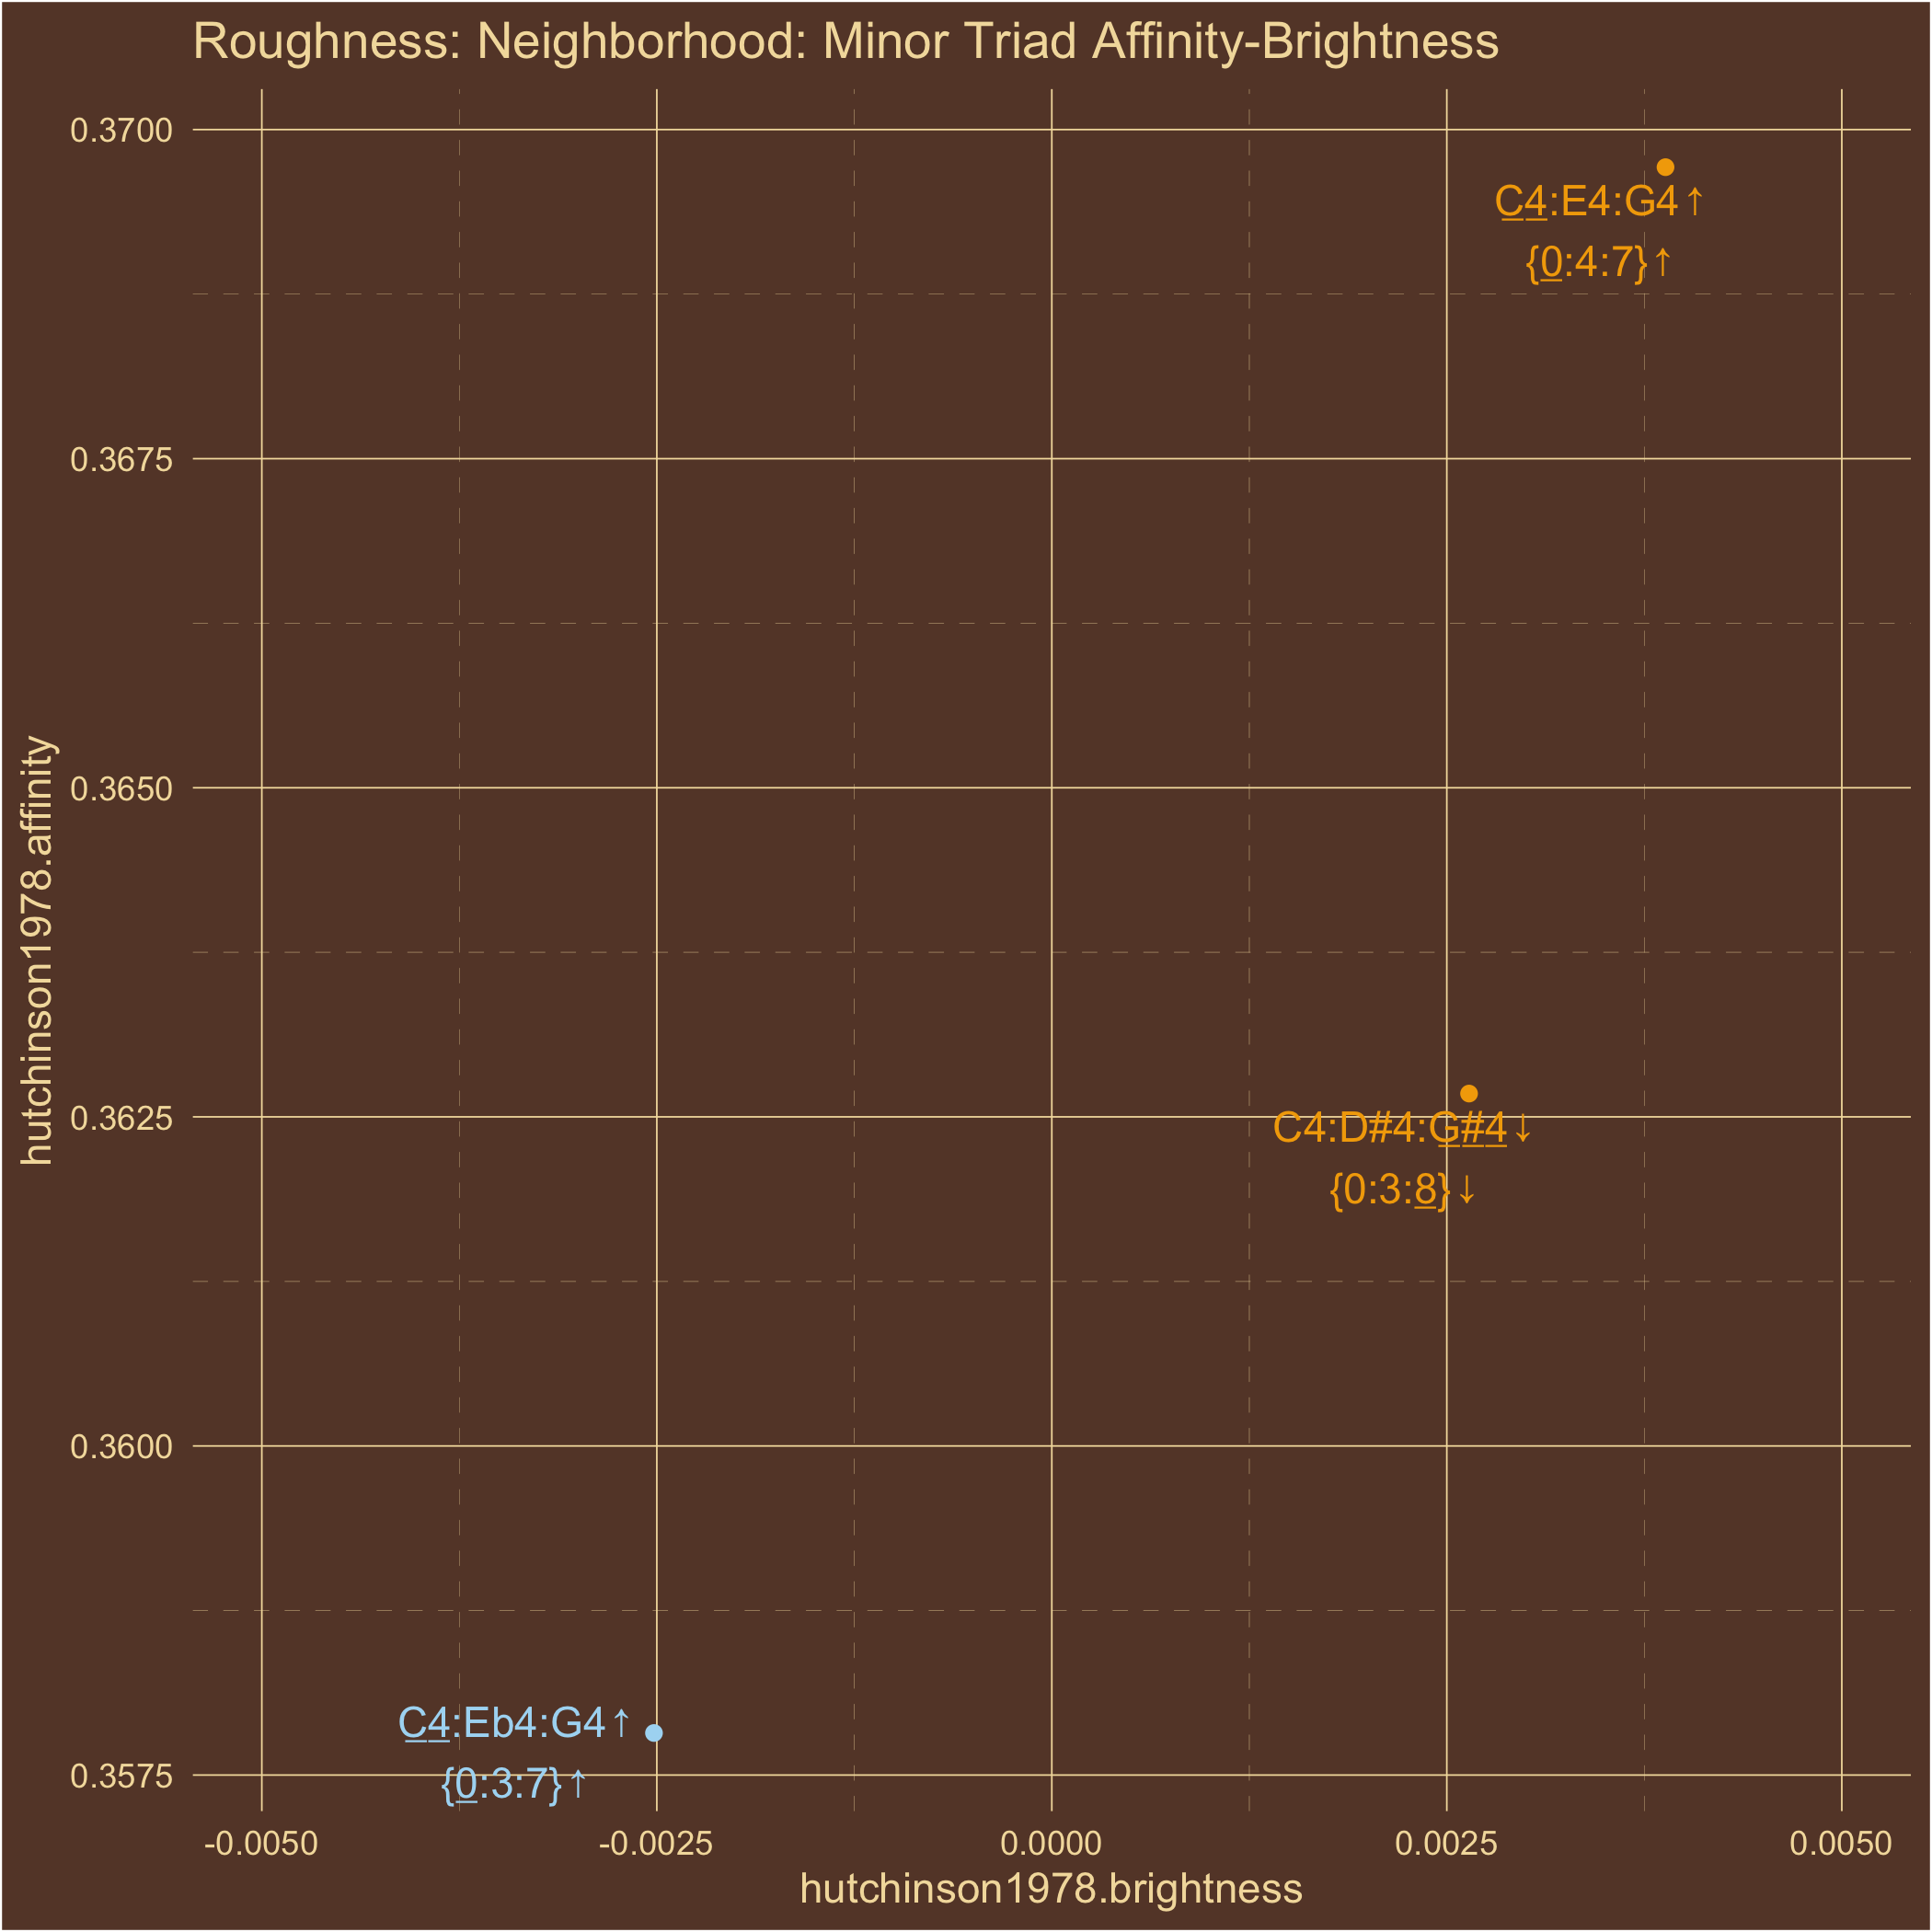 Roughness: Neighborhood: Minor Triad Affinity-Brightness
0.3700
C4:E4:G4↑
{0:4:7}↑
0.3675
0.3650
hutchinson1978.affinity
0.3625
C4:D#4:G#4↓
{0:3:8}↓
0.3600
C4:Eb4:G4↑
{0:3:7}↑
0.3575
-0.0050
-0.0025
0.0000
0.0025
0.0050
hutchinson1978.brightness